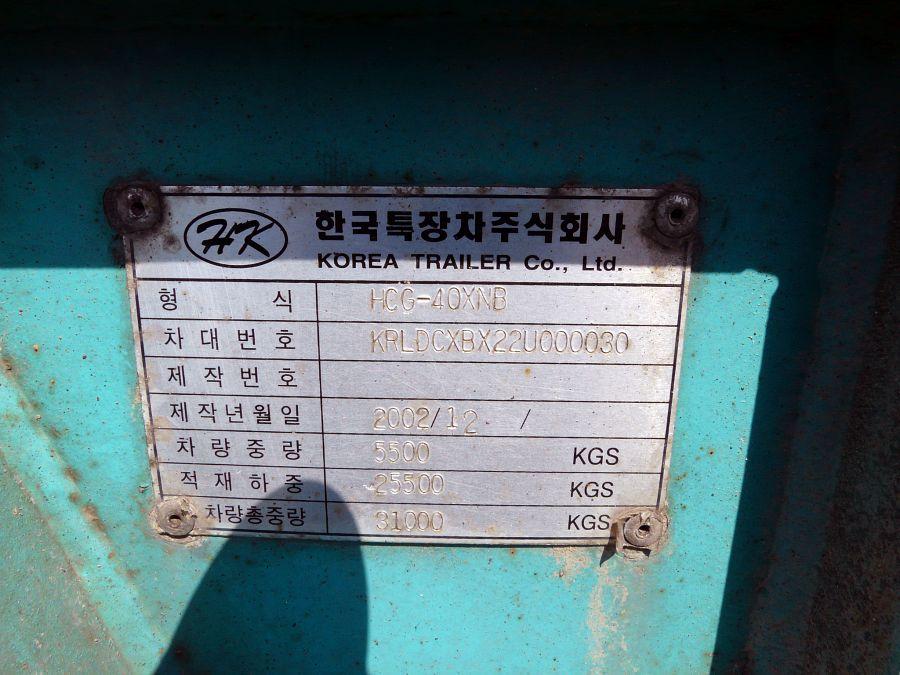 HK 한국특장차주식회사
KOREA TRAILER Co., Ltd.
형 식 HCG-40XNB
차 대 번 호 KRLDCXBX22U000030
제 작 번 호
제 작 년 월 일 2002/12 /
차 량 중 량 5500 KGS
적 재 하 중 25500 KGS
차량총중량 31000 KGS